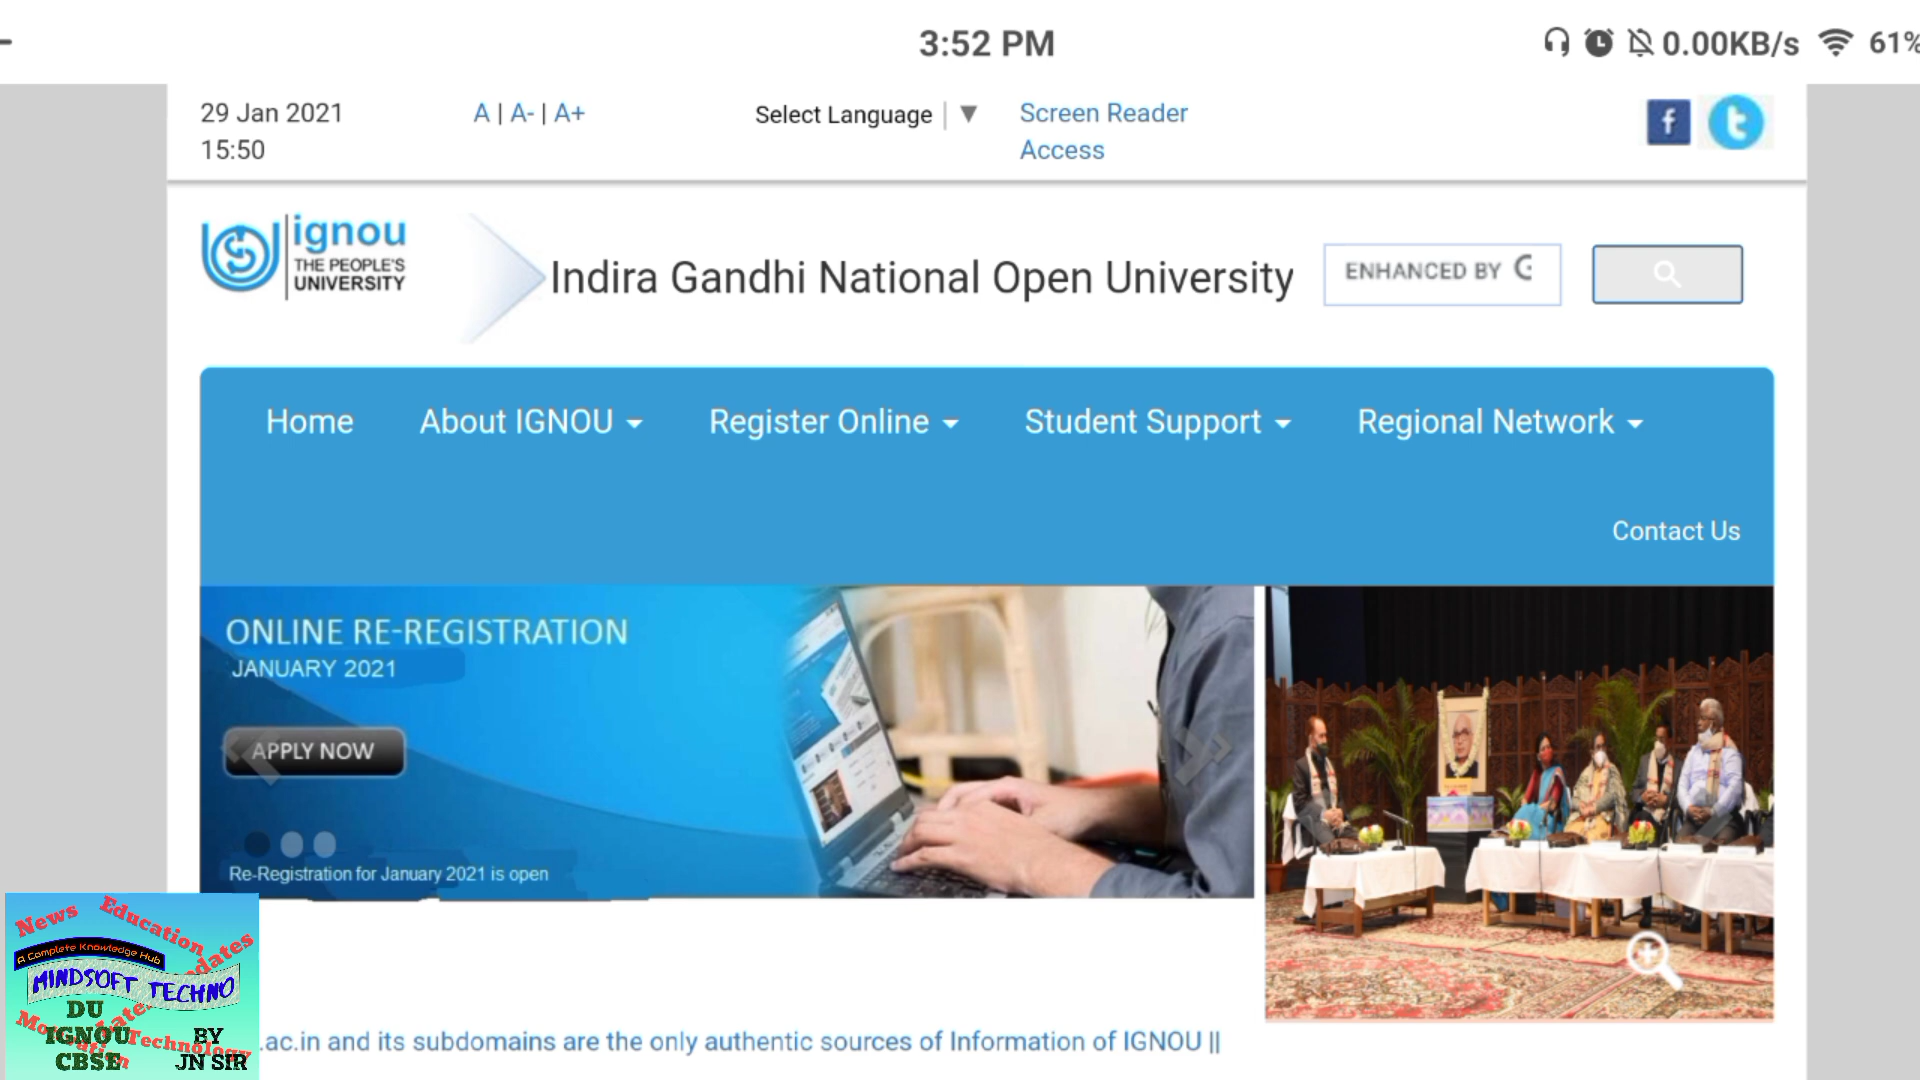 3:52 PM
0.00KB/s 61%
29 Jan 2021
15:50
A | A- | A+
Select Language ▼
Screen Reader
Access
ignou
THE PEOPLE'S
UNIVERSITY
Indira Gandhi National Open University
ENHANCED BY G
Home
About IGNOU
Register Online
Student Support
Regional Network
Contact Us
ONLINE RE-REGISTRATION
JANUARY 2021
APPLY NOW
Re-Registration for January 2021 is open
News Education
A Complete Knowledge Hub
MINDSOFT TECHNO
DU
IGNOU
CBSE
Technology
BY
JN SIR
.ac.in and its subdomains are the only authentic sources of Information of IGNOU ||